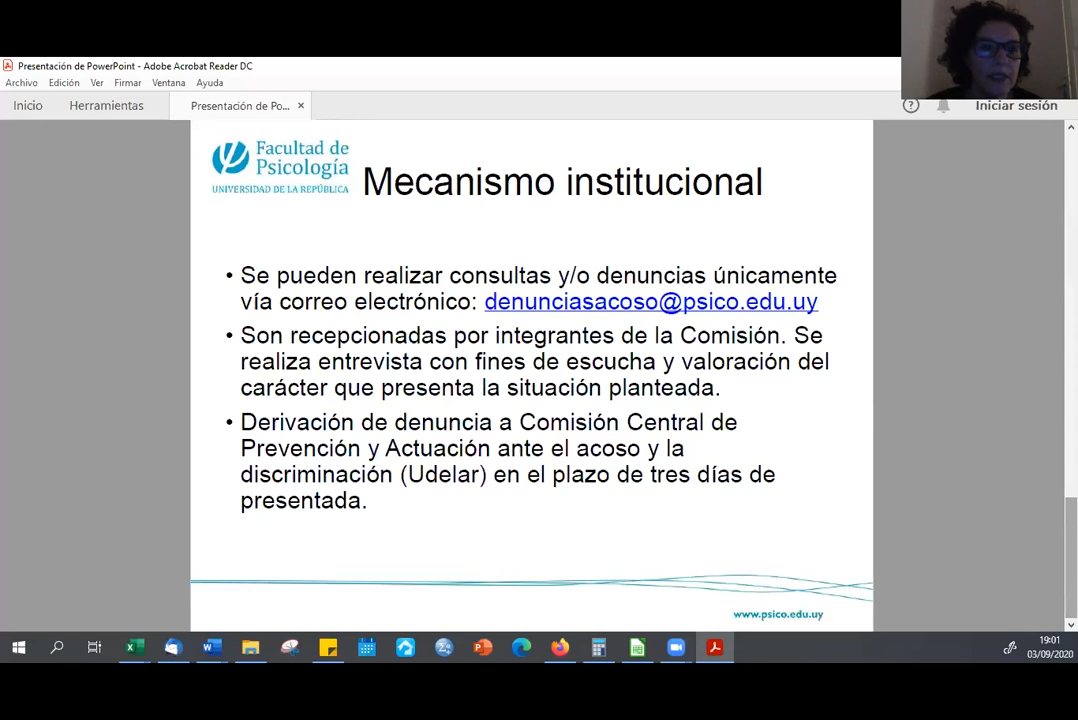 Presentación de PowerPoint - Adobe Acrobat Reader DC
Archivo Edición Ver Firmar Ventana Ayuda
Inicio Herramientas Presentación de Po... × Iniciar sesión
Facultad de
Psicología
UNIVERSIDAD DE LA REPÚBLICA
Mecanismo institucional
• Se pueden realizar consultas y/o denuncias únicamente
vía correo electrónico: denunciasacoso@psico.edu.uy
• Son recepcionadas por integrantes de la Comisión. Se
realiza entrevista con fines de escucha y valoración del
carácter que presenta la situación planteada.
• Derivación de denuncia a Comisión Central de
Prevención y Actuación ante el acoso y la
discriminación (Udelar) en el plazo de tres días de
presentada.
www.psico.edu.uy
19:01
03/09/2020